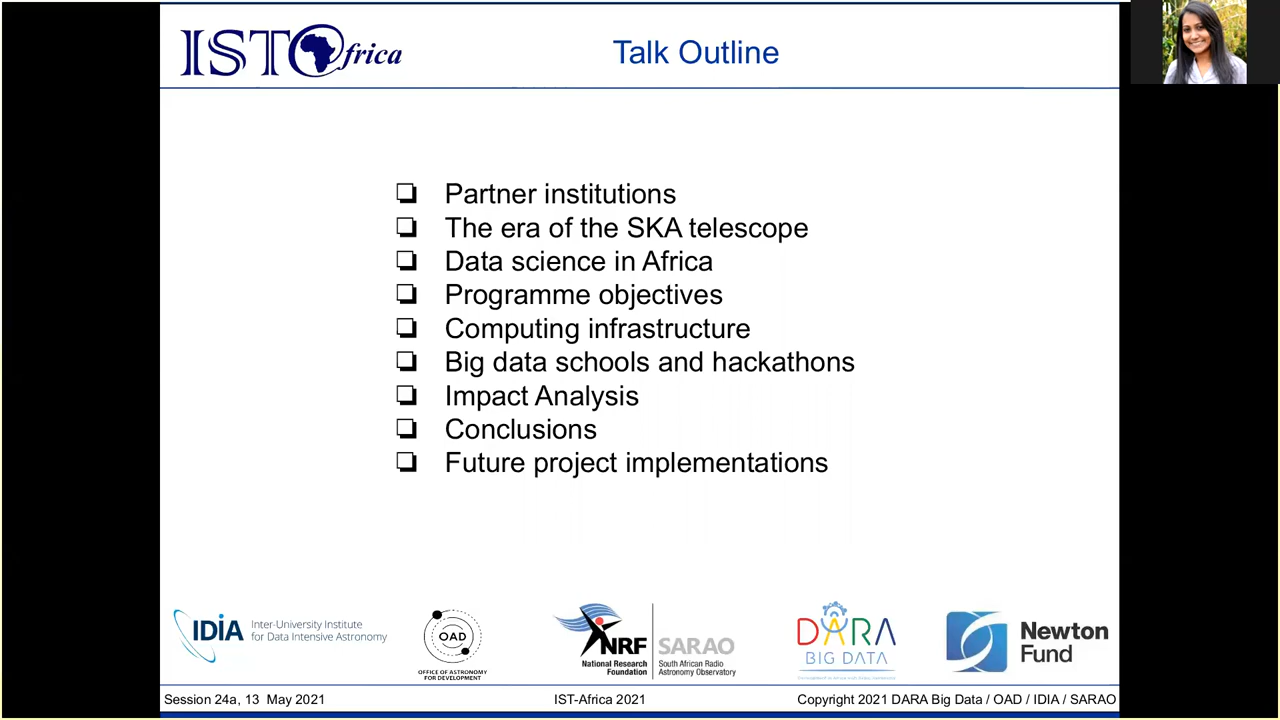 IST Africa
Talk Outline
❏ Partner institutions
❏ The era of the SKA telescope
❏ Data science in Africa
❏ Programme objectives
❏ Computing infrastructure
❏ Big data schools and hackathons
❏ Impact Analysis
❏ Conclusions
❏ Future project implementations
IDIA
Inter-University Institute
for Data Intensive Astronomy
OAD
OFFICE OF ASTRONOMY
FOR DEVELOPMENT
NRF
National Research
Foundation
SARAO
South African Radio
Astronomy Observatory
DARA
BIG DATA
Newton
Fund
Session 24a, 13 May 2021
IST-Africa 2021
Copyright 2021 DARA Big Data / OAD / IDIA / SARAO